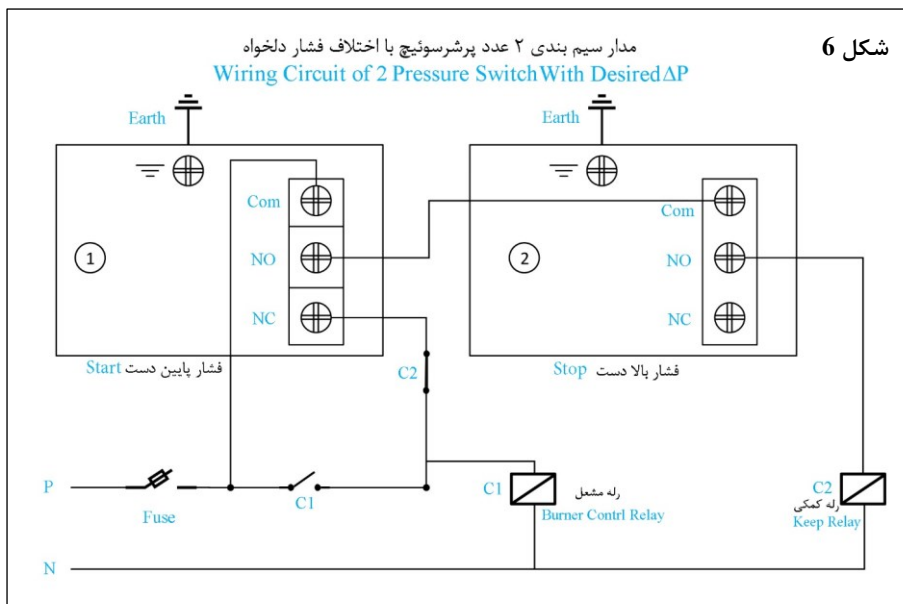 شکل 6
مدار سیم بندی ۲ عدد پرشرسوئیچ با اختلاف فشار دلخواه
Wiring Circuit of 2 Pressure Switch With Desired ΔP
Earth
Earth
Com
NO
NC
1
Com
NO
NC
2
Start فشار پایین دست
Stop فشار بالا دست
C2
P
Fuse
C1
C1
رله مشعل
Burner Contrl Relay
C2
رله کمکی
Keep Relay
N